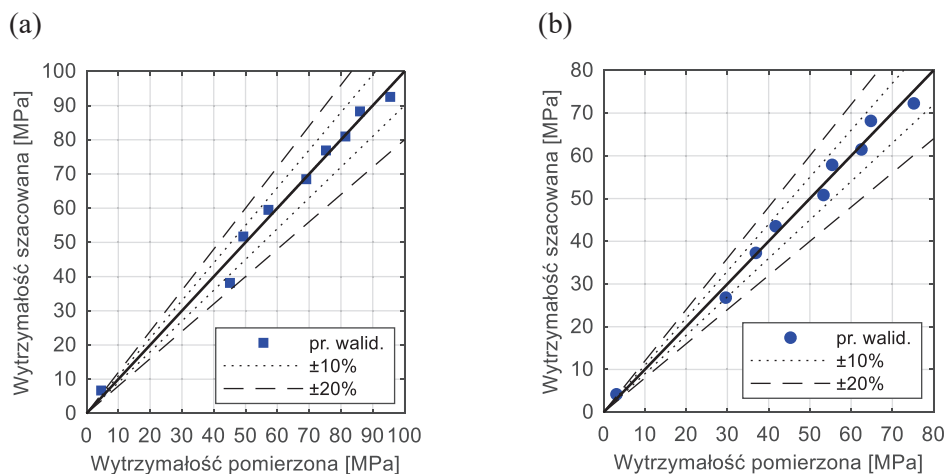 (a)
Wytrzymałość szacowana [MPa]
100
90
80
70
60
50
40
30
20
10
0
0 10 20 30 40 50 60 70 80 90 100
Wytrzymałość pomierzona [MPa]
pr. walid.
±10%
±20%
(b)
Wytrzymałość szacowana [MPa]
80
70
60
50
40
30
20
10
0
0 10 20 30 40 50 60 70 80
Wytrzymałość pomierzona [MPa]
pr. walid.
±10%
±20%